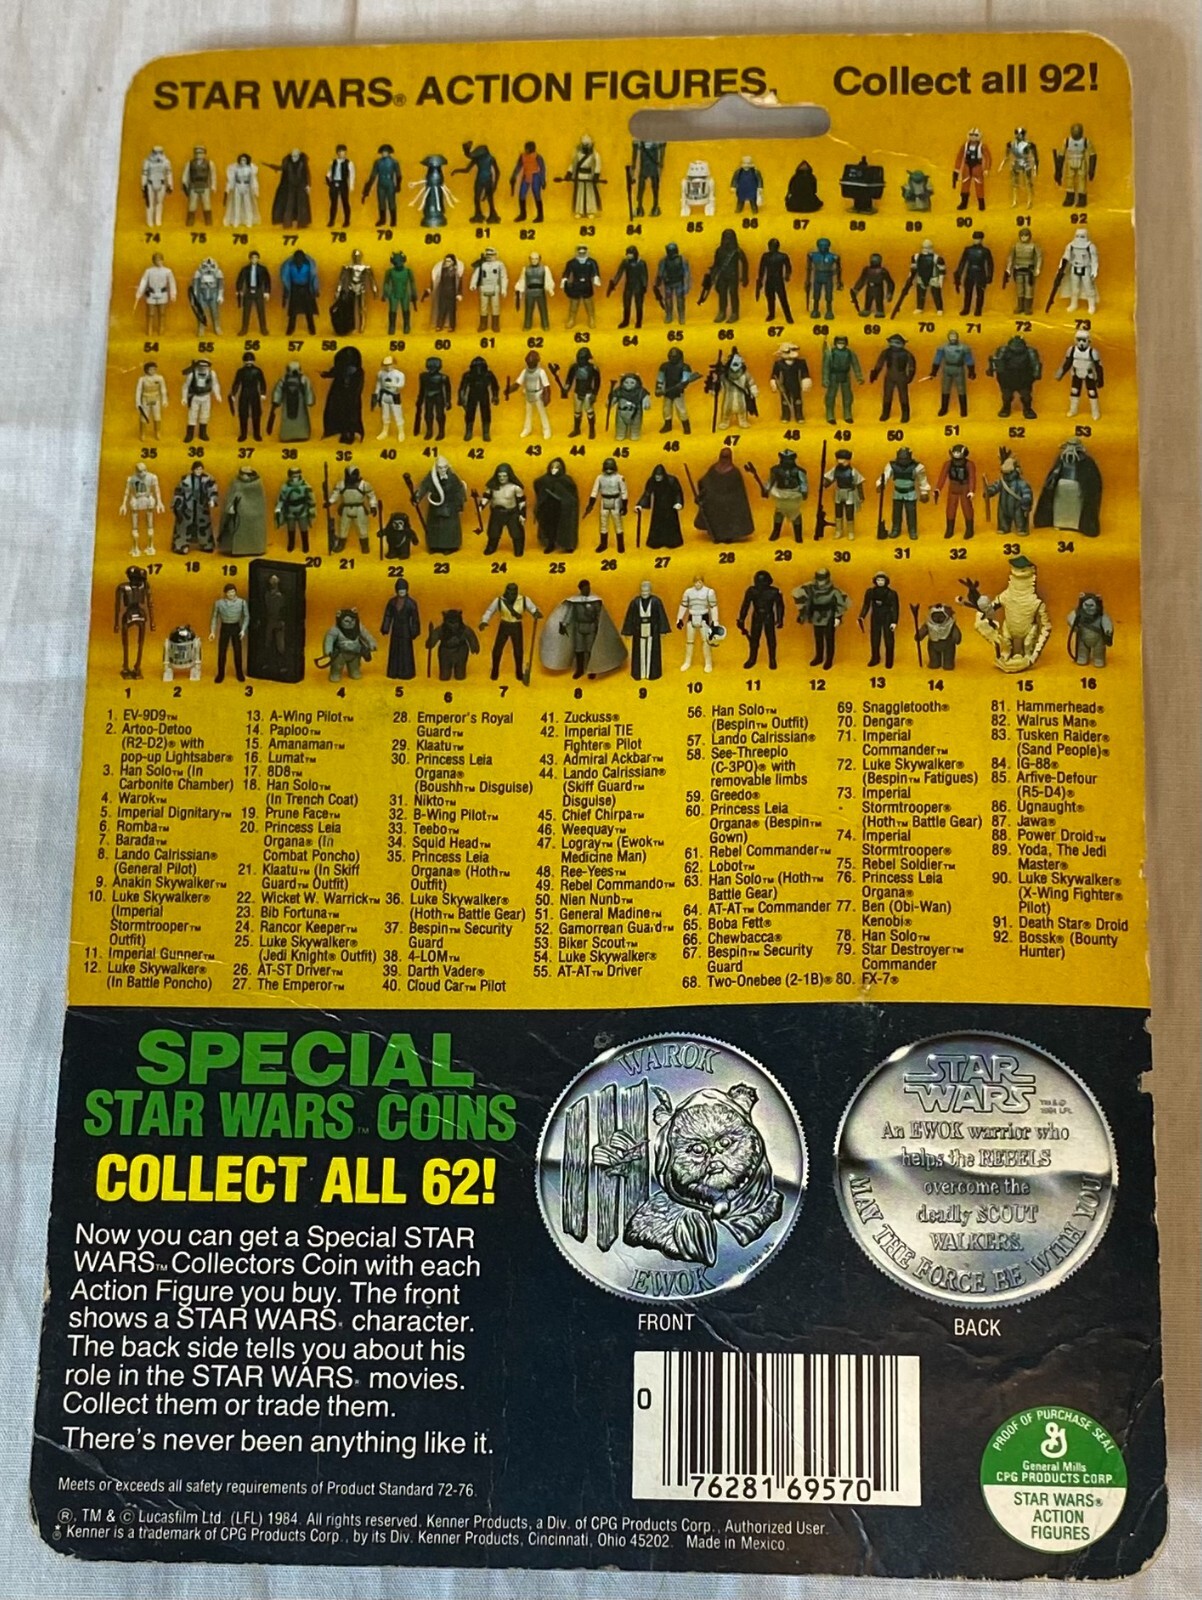 STAR WARS® ACTION FIGURES. Collect all 92!
74 75 76 77 78 79 80 81 82 83 84 85 86 87 88 89 90 91 92
54 55 56 57 58 59 60 61 62 63 64 65 66 67 68 69 70 71 72 73
35 36 37 38 39 40 41 42 43 44 45 46 47 48 49 50 51 52 53
17 18 19 20 21 22 23 24 25 26 27 28 29 30 31 32 33 34
1 2 3 4 5 6 7 8 9 10 11 12 13 14 15 16
1. EV-9D9™
2. Artoo-Detoo
(R2-D2)® with
pop-up Lightsaber®
3. Han Solo™ (In
Carbonite Chamber)
4. Warok™
5. Imperial Dignitary™
6. Romba™
7. Barada™
8. Lando Calrissian®
(General Pilot)
9. Anakin Skywalker™
10. Luke Skywalker®
(Imperial
Stormtrooper™
Outfit)
11. Imperial Gunner™
12. Luke Skywalker®
(In Battle Poncho)
13. A-Wing Pilot™
14. Paploo™
15. Amanaman™
16. Lumat™
17. 8D8™
18. Han Solo™
(In Trench Coat)
19. Prune Face™
20. Princess Leia
Organa® (In
Combat Poncho)
21. Klaatu™ (In Skiff
Guard™ Outfit)
22. Wicket W. Warrick™
23. Bib Fortuna™
24. Rancor Keeper™
25. Luke Skywalker®
(Jedi Knight® Outfit)
26. AT-ST Driver™
27. The Emperor™
28. Emperor's Royal
Guard™
29. Klaatu™
30. Princess Leia
Organa®
(Boushh™ Disguise)
31. Nikto™
32. B-Wing Pilot™
33. Teebo™
34. Squid Head™
35. Princess Leia
Organa® (Hoth™
Outfit)
36. Luke Skywalker®
(Hoth™ Battle Gear)
37. Bespin™ Security
Guard
38. 4-LOM™
39. Darth Vader®
40. Cloud Car™ Pilot
41. Zuckuss®
42. Imperial TIE
Fighter® Pilot
43. Admiral Ackbar™
44. Lando Calrissian®
(Skiff Guard™
Disguise)
45. Chief Chirpa™
46. Weequay™
47. Logray™ (Ewok™
Medicine Man)
48. Ree-Yees™
49. Rebel Commando™
50. Nien Nunb™
51. General Madine™
52. Gamorrean Guard™
53. Biker Scout™
54. Luke Skywalker®
55. AT-AT™ Driver
56. Han Solo™
(Bespin™ Outfit)
57. Lando Calrissian®
58. See-Threepio
(C-3PO)® with
removable limbs
59. Greedo®
60. Princess Leia
Organa® (Bespin™
Gown)
61. Rebel Commander™
62. Lobot™
63. Han Solo™ (Hoth™
Battle Gear)
64. AT-AT™ Commander
65. Boba Fett®
66. Chewbacca®
67. Bespin™ Security
Guard
68. Two-Onebee (2-1B)®
69. Snaggletooth®
70. Dengar®
71. Imperial
Commander™
72. Luke Skywalker®
(Bespin™ Fatigues)
73. Imperial
Stormtrooper®
(Hoth™ Battle Gear)
74. Imperial
Stormtrooper®
75. Rebel Soldier™
76. Princess Leia
Organa®
77. Ben (Obi-Wan)
Kenobi®
78. Han Solo™
79. Star Destroyer™
Commander
80. FX-7®
81. Hammerhead®
82. Walrus Man®
83. Tusken Raider®
(Sand People)®
84. IG-88®
85. Arfive-Defour
(R5-D4)®
86. Ugnaught®
87. Jawa®
88. Power Droid™
89. Yoda, The Jedi
Master®
90. Luke Skywalker®
(X-Wing Fighter®
Pilot)
91. Death Star® Droid
92. Bossk® (Bounty
Hunter)
SPECIAL
STAR WARS™ COINS
COLLECT ALL 62!
Now you can get a Special STAR
WARS™ Collectors Coin with each
Action Figure you buy. The front
shows a STAR WARS® character.
The back side tells you about his
role in the STAR WARS® movies.
Collect them or trade them.
There's never been anything like it.
WAROK
EWOK
FRONT
STAR
WARS
TM & ©
1984 LFL
An EWOK warrior who
helps the REBELS
overcome the
deadly SCOUT
WALKERS.
MAY THE FORCE BE WITH YOU
BACK
0 76281 69570
PROOF OF PURCHASE SEAL
G
General Mills
CPG PRODUCTS CORP.
STAR WARS®
ACTION
FIGURES
Meets or exceeds all safety requirements of Product Standard 72-76.
®, TM & © Lucasfilm Ltd. (LFL) 1984. All rights reserved. Kenner Products, a Div. of CPG Products Corp., Authorized User.
* Kenner is a trademark of CPG Products Corp., by its Div. Kenner Products, Cincinnati, Ohio 45202. Made in Mexico.